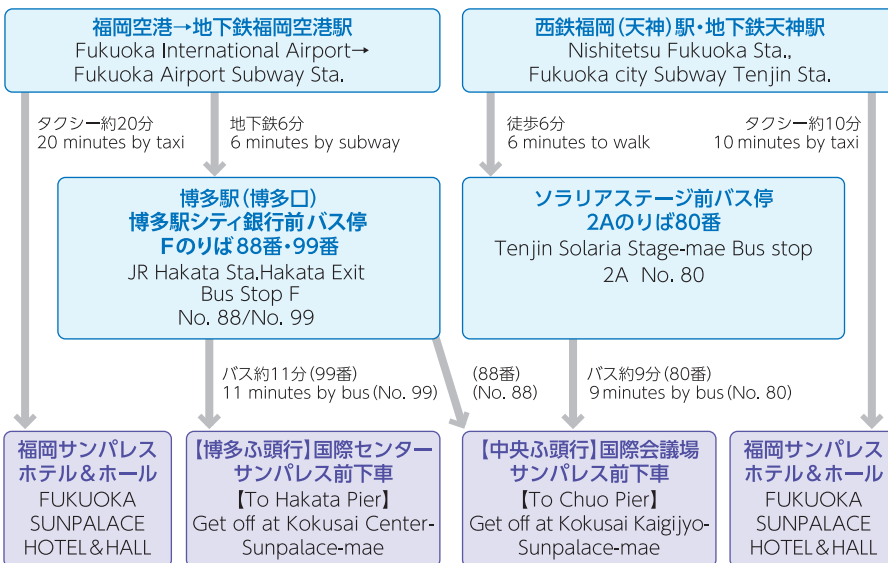 福岡空港→地下鉄福岡空港駅
Fukuoka International Airport→
Fukuoka Airport Subway Sta.
西鉄福岡(天神)駅・地下鉄天神駅
Nishitetsu Fukuoka Sta.,
Fukuoka city Subway Tenjin Sta.
タクシー約20分
20 minutes by taxi
地下鉄6分
6 minutes by subway
徒歩6分
6 minutes to walk
タクシー約10分
10 minutes by taxi
博多駅(博多口)
博多駅シティ銀行前バス停
Fのりば88番・99番
JR Hakata Sta.Hakata Exit
Bus Stop F
No. 88/No. 99
ソラリアステージ前バス停
2Aのりば80番
Tenjin Solaria Stage-mae Bus stop
2A No. 80
バス約11分(99番)
11 minutes by bus(No. 99)
(88番)
(No. 88)
バス約9分(80番)
9minutes by bus(No. 80)
福岡サンパレス
ホテル&ホール
FUKUOKA
SUNPALACE
HOTEL&HALL
【博多ふ頭行】国際センター
サンパレス前下車
【To Hakata Pier】
Get off at Kokusai Center-
Sunpalace-mae
【中央ふ頭行】国際会議場
サンパレス前下車
【To Chuo Pier】
Get off at Kokusai Kaigijyo-
Sunpalace-mae
福岡サンパレス
ホテル&ホール
FUKUOKA
SUNPALACE
HOTEL&HALL